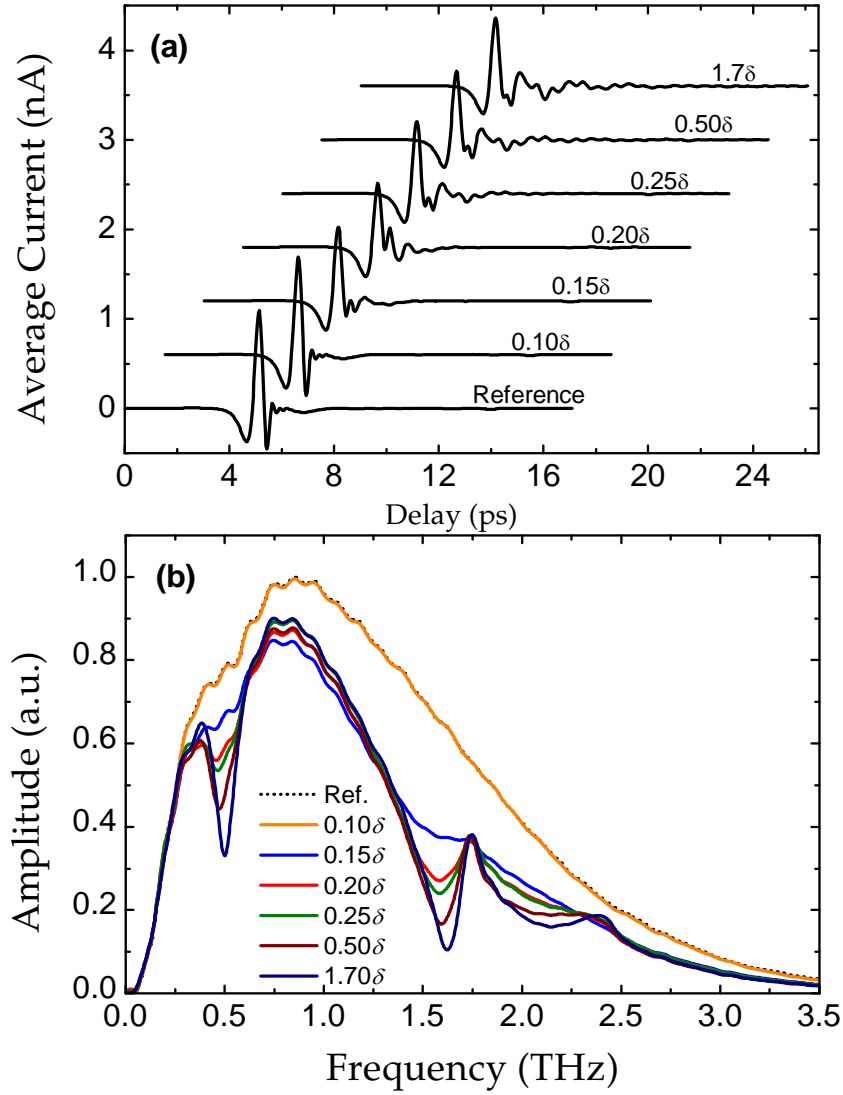 (a)
Average Current (nA)
4
3
2
1
0
1.7δ
0.50δ
0.25δ
0.20δ
0.15δ
0.10δ
Reference
0 4 8 12 16 20 24
Delay (ps)
(b)
Amplitude (a.u.)
1.0
0.8
0.6
0.4
0.2
0.0
Ref.
0.10δ
0.15δ
0.20δ
0.25δ
0.50δ
1.70δ
0.0 0.5 1.0 1.5 2.0 2.5 3.0 3.5
Frequency (THz)